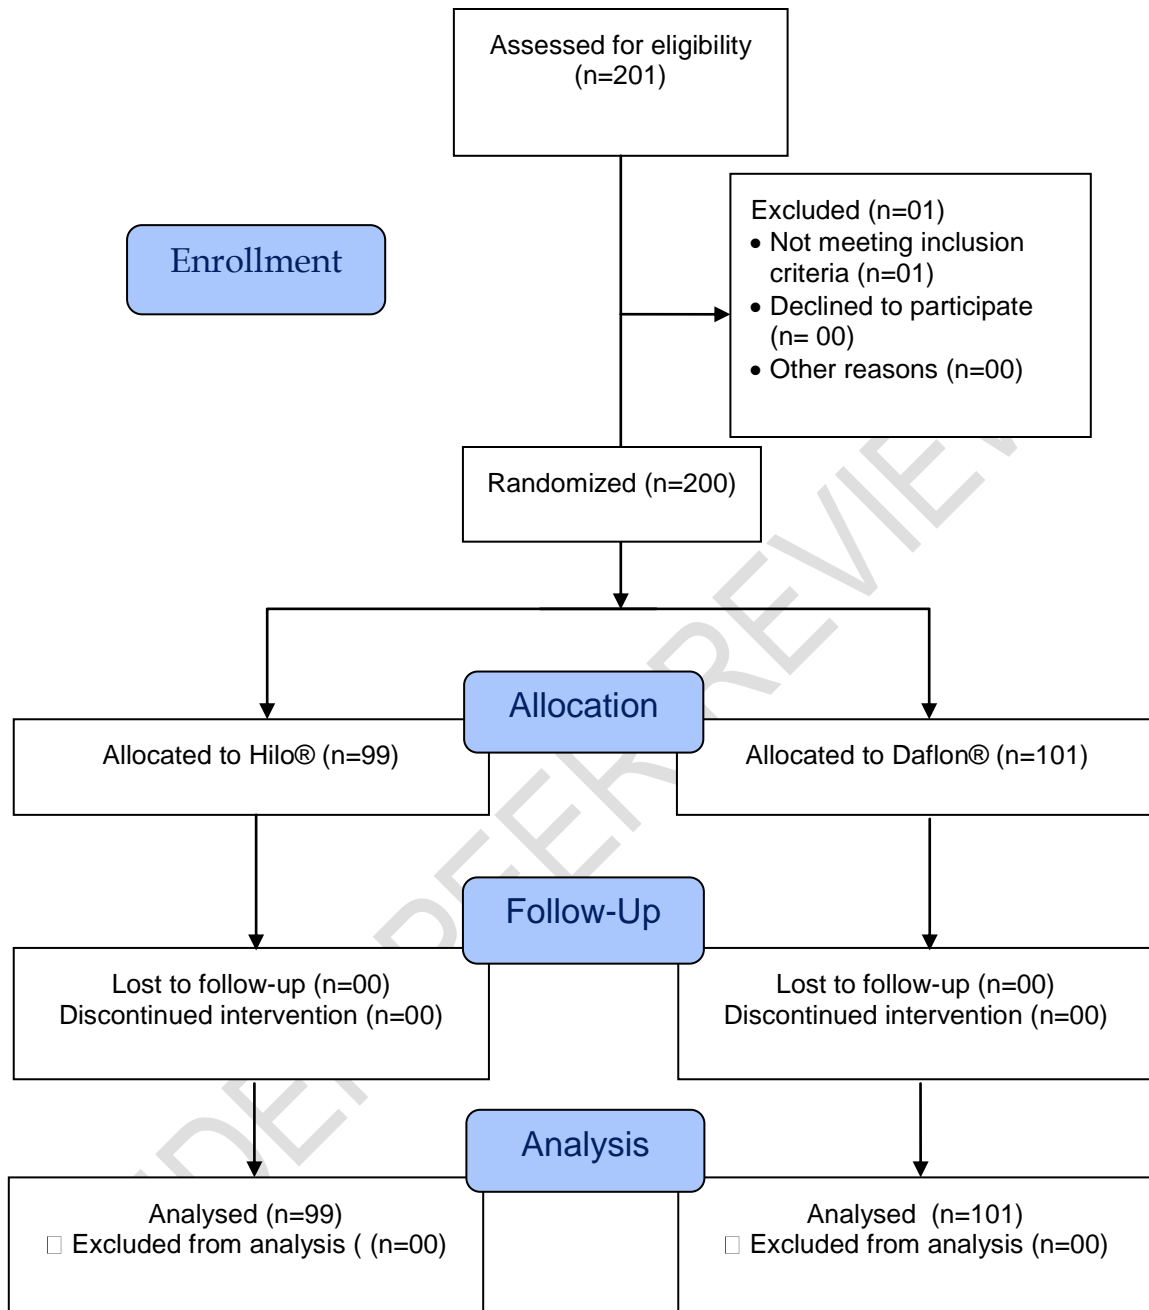 Assessed for eligibility
(n=201)
Excluded (n=01)
• Not meeting inclusion
criteria (n=01)
• Declined to participate
(n= 00)
• Other reasons (n=00)
Enrollment
Randomized (n=200)
Allocation
Allocated to Hilo® (n=99)
Allocated to Daflon® (n=101)
Follow-Up
Lost to follow-up (n=00)
Discontinued intervention (n=00)
Lost to follow-up (n=00)
Discontinued intervention (n=00)
Analysis
Analysed (n=99)
□ Excluded from analysis ( (n=00)
Analysed  (n=101)
□ Excluded from analysis (n=00)
DER PEER REVIEW